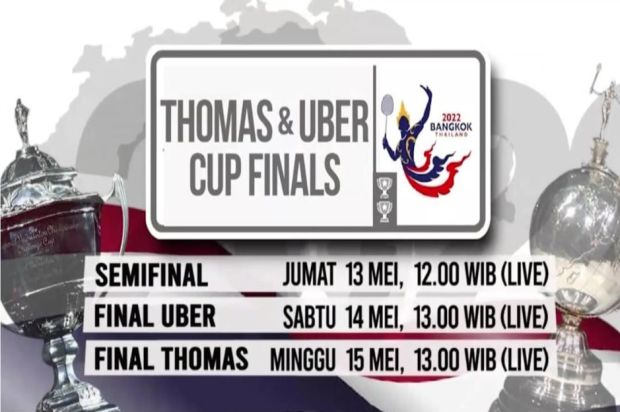 THOMAS & UBER
CUP FINALS
2022
BANGKOK
THAILAND
SEMIFINAL JUMAT 13 MEI, 12.00 WIB (LIVE)
FINAL UBER SABTU 14 MEI, 13.00 WIB (LIVE)
FINAL THOMAS MINGGU 15 MEI, 13.00 WIB (LIVE)